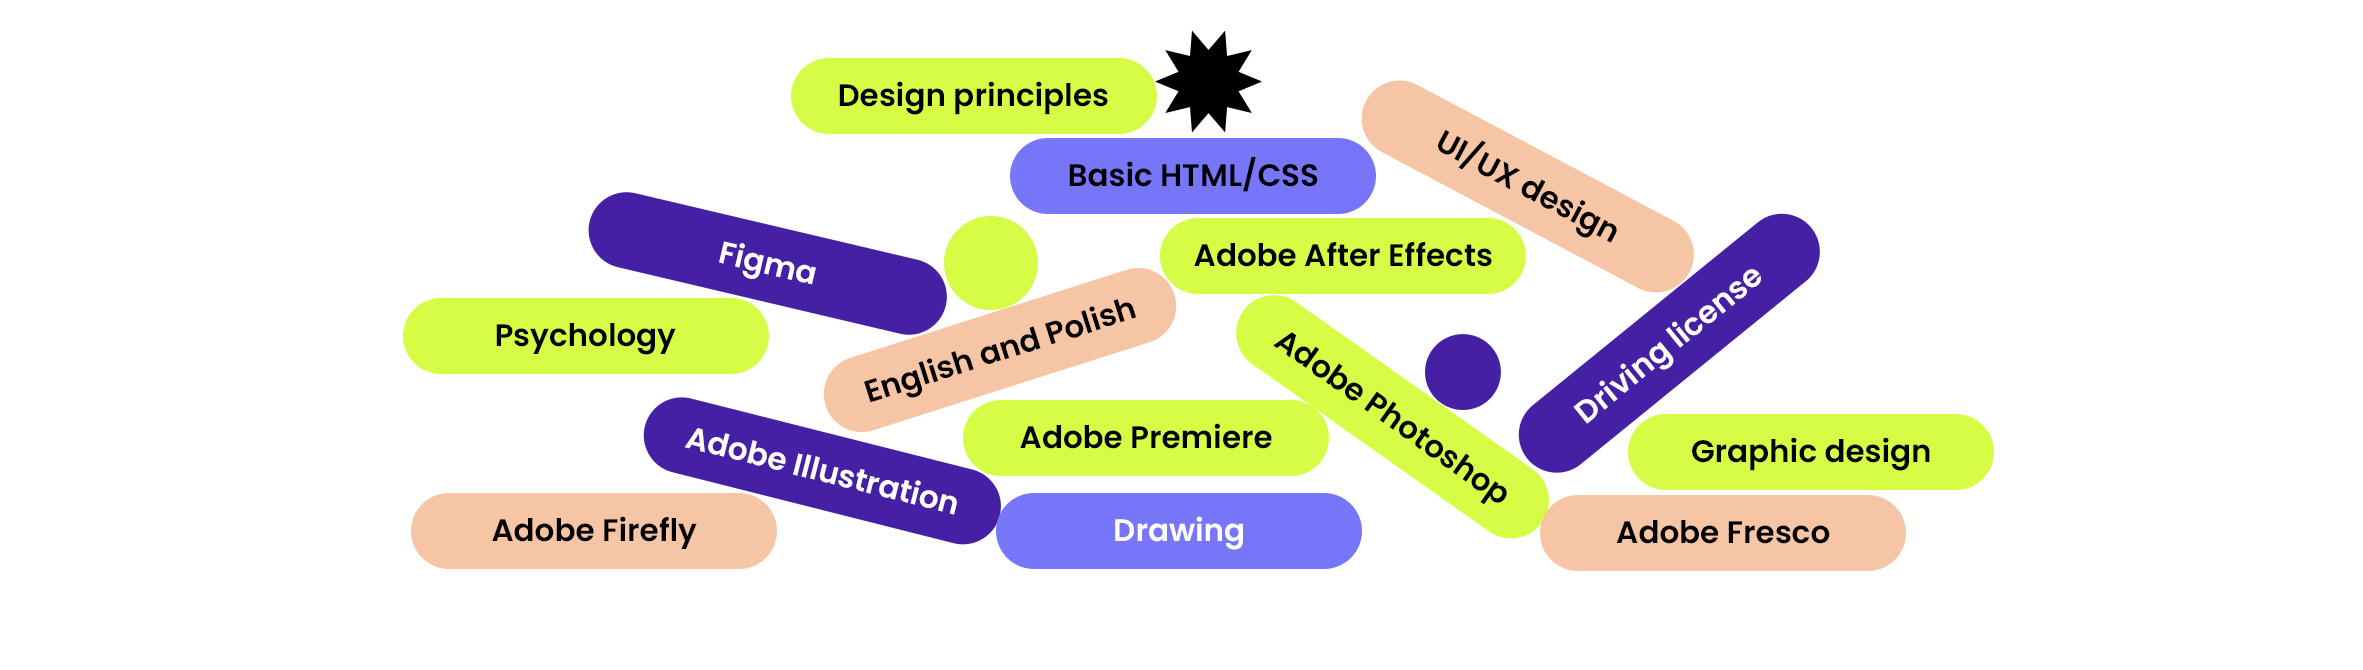 Design principles
UI/UX design
Basic HTML/CSS
Figma
Adobe After Effects
Driving license
Psychology
English and Polish
Adobe Photoshop
Adobe Illustration
Adobe Premiere
Graphic design
Adobe Firefly
Drawing
Adobe Fresco